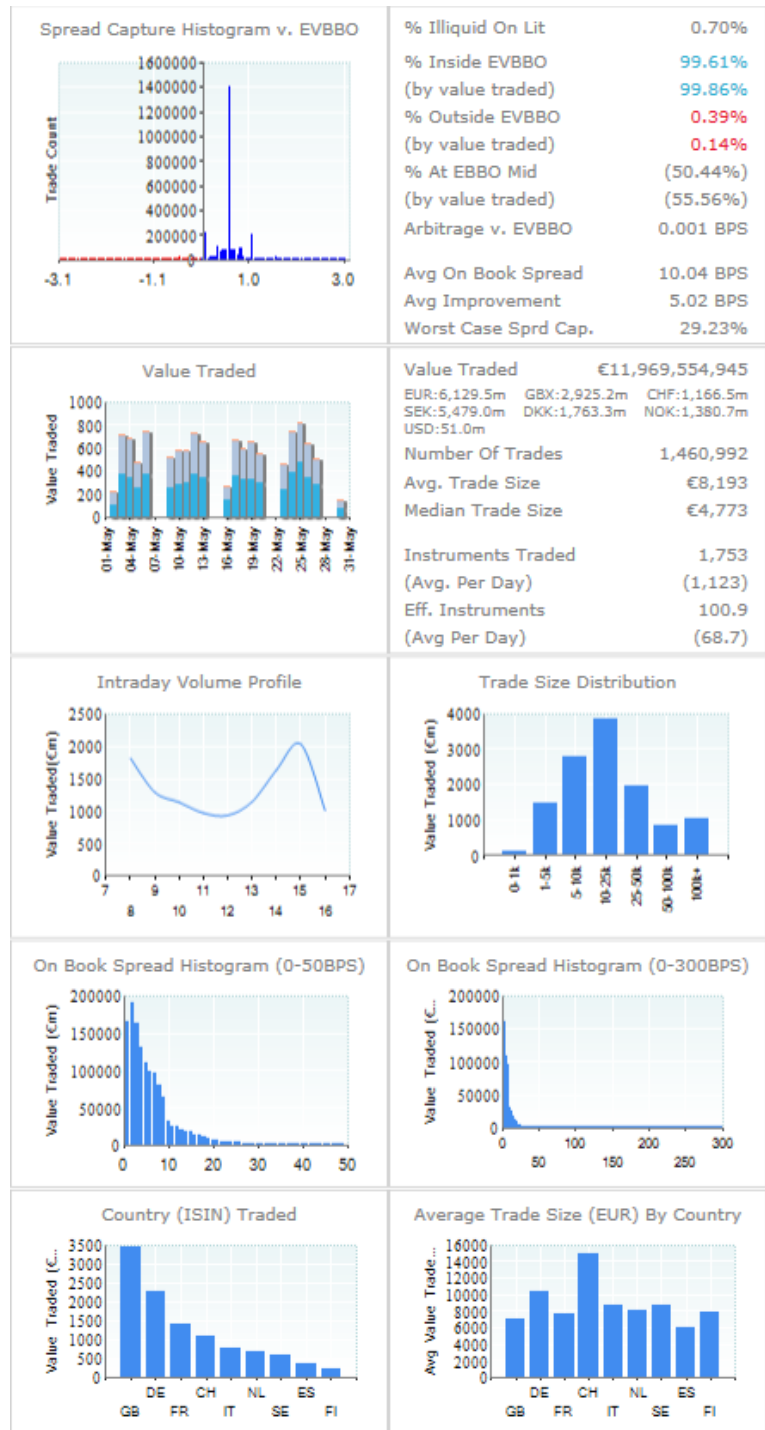 Spread Capture Histogram v. EVBBO
Trade Count
1600000
1400000
1200000
1000000
800000
600000
400000
200000
0
-3.1 -1.1 1.0 3.0
% Illiquid On Lit 0.70%
% Inside EVBBO 99.61%
(by value traded) 99.86%
% Outside EVBBO 0.39%
(by value traded) 0.14%
% At EBBO Mid (50.44%)
(by value traded) (55.56%)
Arbitrage v. EVBBO 0.001 BPS
Avg On Book Spread 10.04 BPS
Avg Improvement 5.02 BPS
Worst Case Sprd Cap. 29.23%
Value Traded
Value Traded
1000
800
600
400
200
0
01-May 04-May 07-May 10-May 13-May 16-May 19-May 22-May 25-May 28-May 31-May
Value Traded €11,969,554,945
EUR:6,129.5m GBX:2,925.2m CHF:1,166.5m
SEK:5,479.0m DKK:1,763.3m NOK:1,380.7m
USD:51.0m
Number Of Trades 1,460,992
Avg. Trade Size €8,193
Median Trade Size €4,773
Instruments Traded 1,753
(Avg. Per Day) (1,123)
Eff. Instruments 100.9
(Avg Per Day) (68.7)
Intraday Volume Profile
Value Traded(€m)
2500
2000
1500
1000
500
0
7 9 11 13 15 17
8 10 12 14 16
Trade Size Distribution
Value Traded (€m)
4000
3000
2000
1000
0
0-1k 1-5k 5-10k 10-25k 25-50k 50-100k 100k+
On Book Spread Histogram (0-50BPS)
Value Traded (€m)
200000
150000
100000
50000
0
0 10 20 30 40 50
On Book Spread Histogram (0-300BPS)
Value Traded (€...
200000
150000
100000
50000
0
0 100 200 300
50 150 250
Country (ISIN) Traded
Value Traded (€...
3500
3000
2500
2000
1500
1000
500
0
DE CH NL ES
GB FR IT SE FI
Average Trade Size (EUR) By Country
Avg Value Trade...
16000
14000
12000
10000
8000
6000
4000
2000
0
DE CH NL ES
GB FR IT SE FI